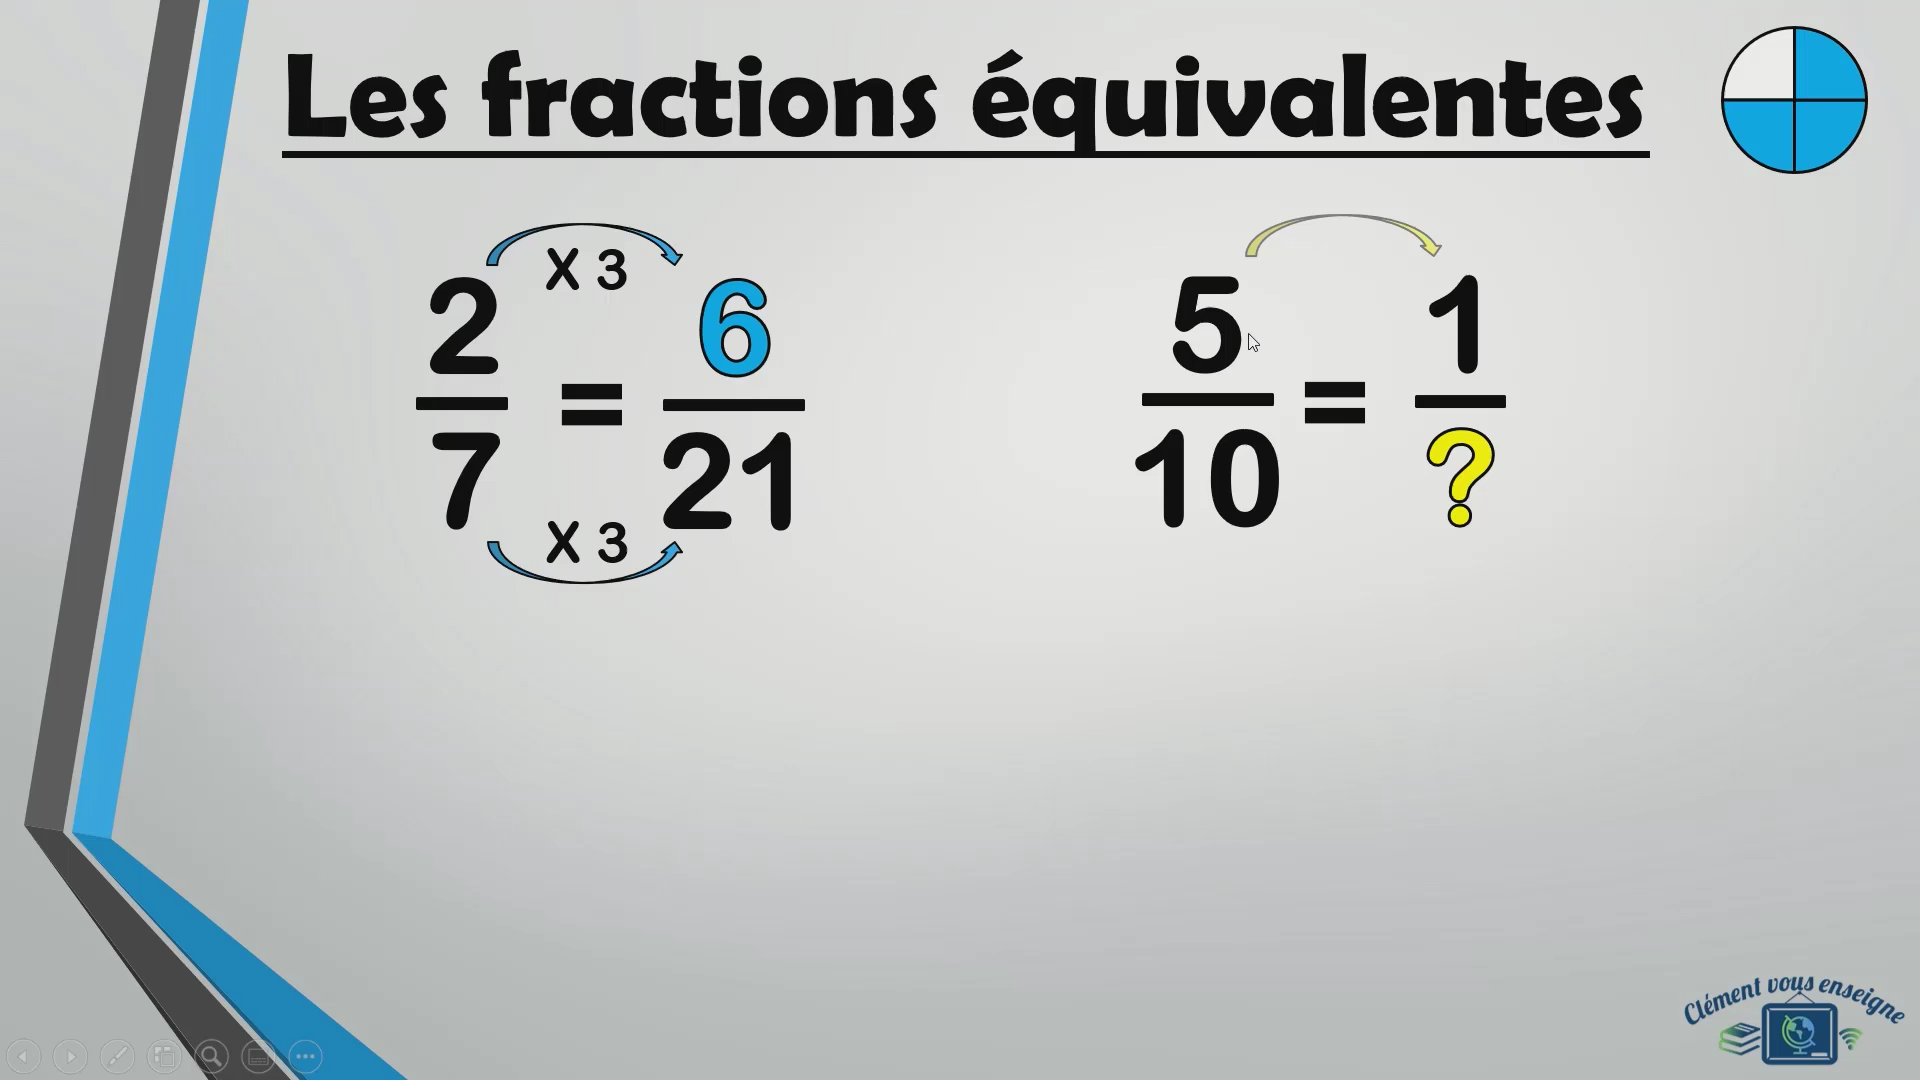 Les fractions équivalentes
X 3
2/7 = 6/21
X 3
5/10 = 1/?
Clément vous enseigne